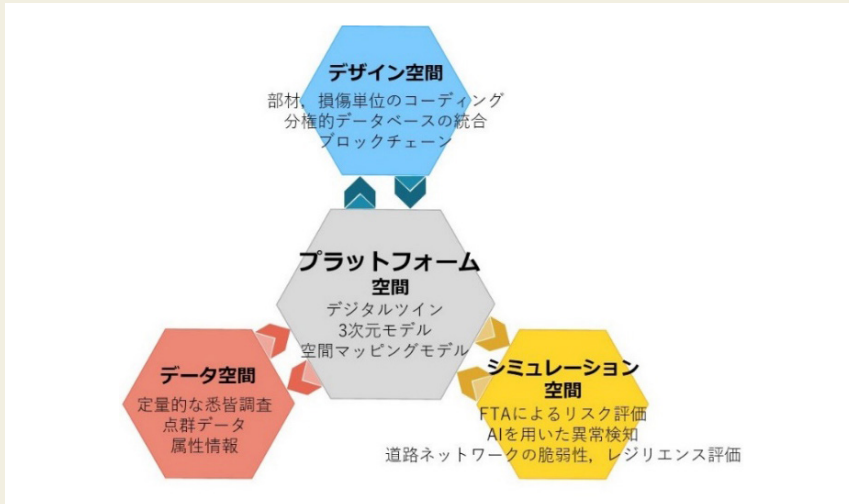 デザイン空間
部材，損傷単位のコーディング
分権的データベースの統合
ブロックチェーン
プラットフォーム
空間
デジタルツイン
3次元モデル
空間マッピングモデル
データ空間
定量的な悉皆調査
点群データ
属性情報
シミュレーション
空間
FTAによるリスク評価
AIを用いた異常検知
道路ネットワークの脆弱性，レジリエンス評価